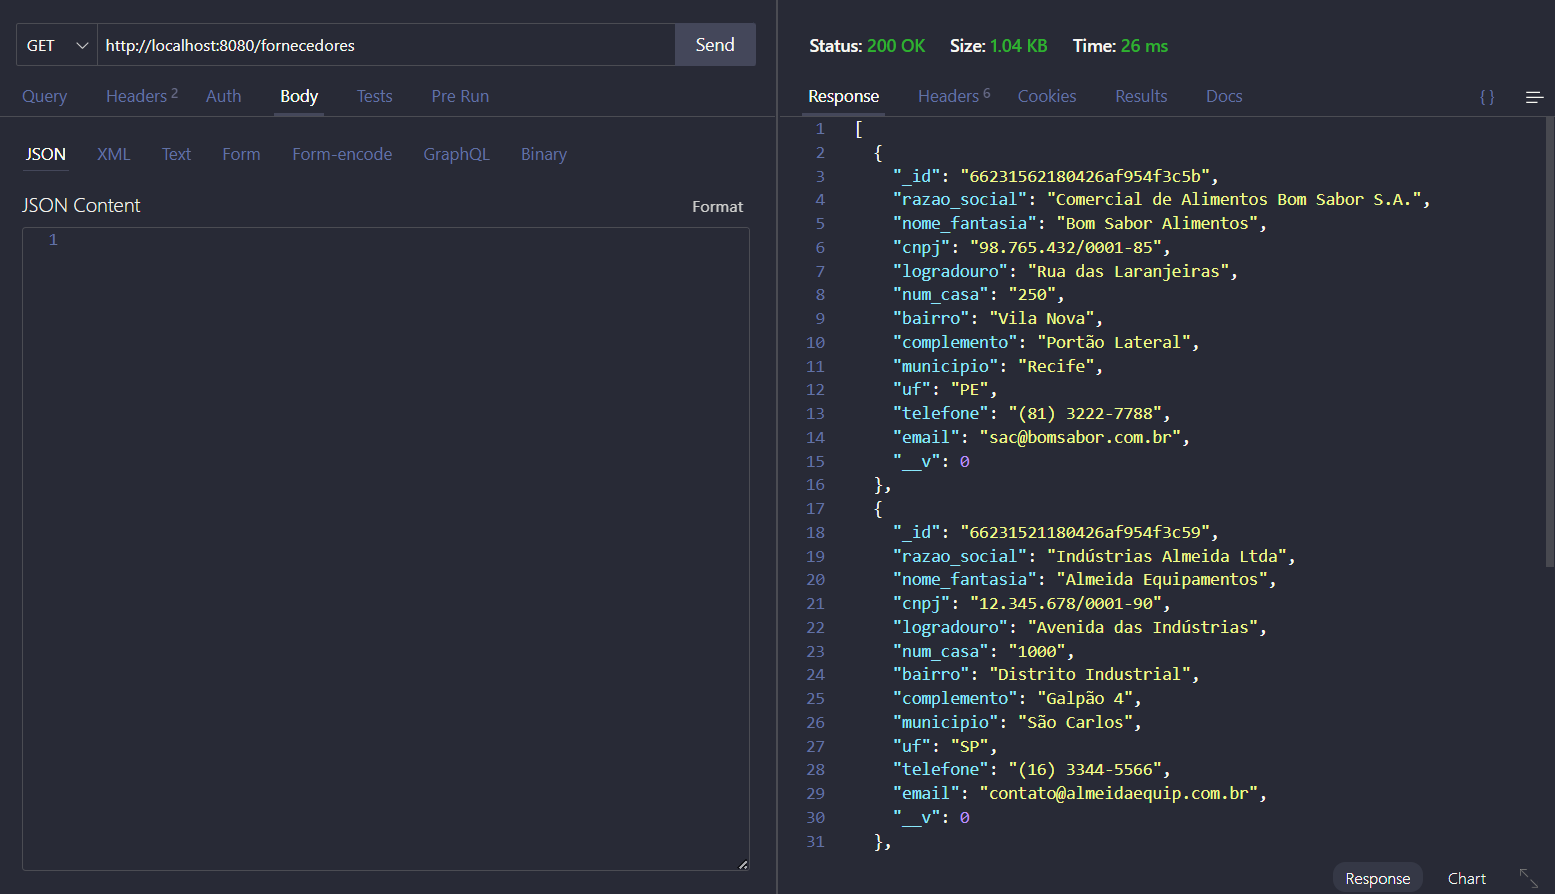 GET http://localhost:8080/fornecedores Send
Query Headers 2 Auth Body Tests Pre Run
JSON XML Text Form Form-encode GraphQL Binary
JSON Content Format
1
Status: 200 OK Size: 1.04 KB Time: 26 ms
Response Headers 6 Cookies Results Docs { }
1 [
2 {
3 "_id": "66231562180426af954f3c5b",
4 "razao_social": "Comercial de Alimentos Bom Sabor S.A.",
5 "nome_fantasia": "Bom Sabor Alimentos",
6 "cnpj": "98.765.432/0001-85",
7 "logradouro": "Rua das Laranjeiras",
8 "num_casa": "250",
9 "bairro": "Vila Nova",
10 "complemento": "Portão Lateral",
11 "municipio": "Recife",
12 "uf": "PE",
13 "telefone": "(81) 3222-7788",
14 "email": "sac@bomsabor.com.br",
15 "__v": 0
16 },
17 {
18 "_id": "66231521180426af954f3c59",
19 "razao_social": "Indústrias Almeida Ltda",
20 "nome_fantasia": "Almeida Equipamentos",
21 "cnpj": "12.345.678/0001-90",
22 "logradouro": "Avenida das Indústrias",
23 "num_casa": "1000",
24 "bairro": "Distrito Industrial",
25 "complemento": "Galpão 4",
26 "municipio": "São Carlos",
27 "uf": "SP",
28 "telefone": "(16) 3344-5566",
29 "email": "contato@almeidaequip.com.br",
30 "__v": 0
31 },
Response Chart